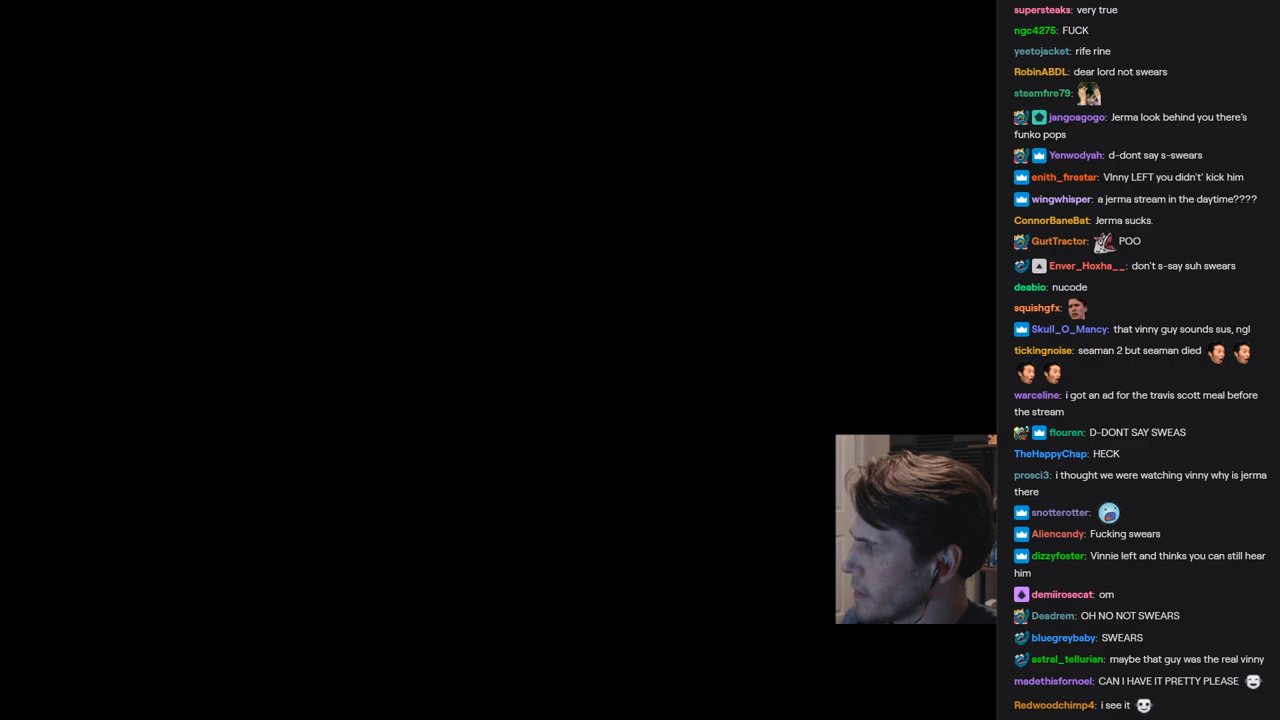 supersteaks: very true
ngc4275: FUCK
yeetojacket: rife rine
RobinABDL: dear lord not swears
steamfire79:
jangoagogo: Jerma look behind you there's
funko pops
Yenwodyah: d-dont say s-swears
enith_firestar: VInny LEFT you didn't' kick him
wingwhisper: a jerma stream in the daytime????
ConnorBaneBat: Jerma sucks.
GurtTractor: POO
Enver_Hoxha__: don't s-say suh swears
deabio: nucode
squishgfx:
Skull_O_Mancy: that vinny guy sounds sus, ngl
tickingnoise: seaman 2 but seaman died
warceline: i got an ad for the travis scott meal before
the stream
flouren: D-DONT SAY SWEAS
TheHappyChap: HECK
prosci3: i thought we were watching vinny why is jerma
there
snotterotter:
Aliencandy: Fucking swears
dizzyfoster: Vinnie left and thinks you can still hear
him
demiirosecat: om
Deadrem: OH NO NOT SWEARS
bluegreybaby: SWEARS
astral_tellurian: maybe that guy was the real vinny
madethisfornoel: CAN I HAVE IT PRETTY PLEASE
Redwoodchimp4: i see it